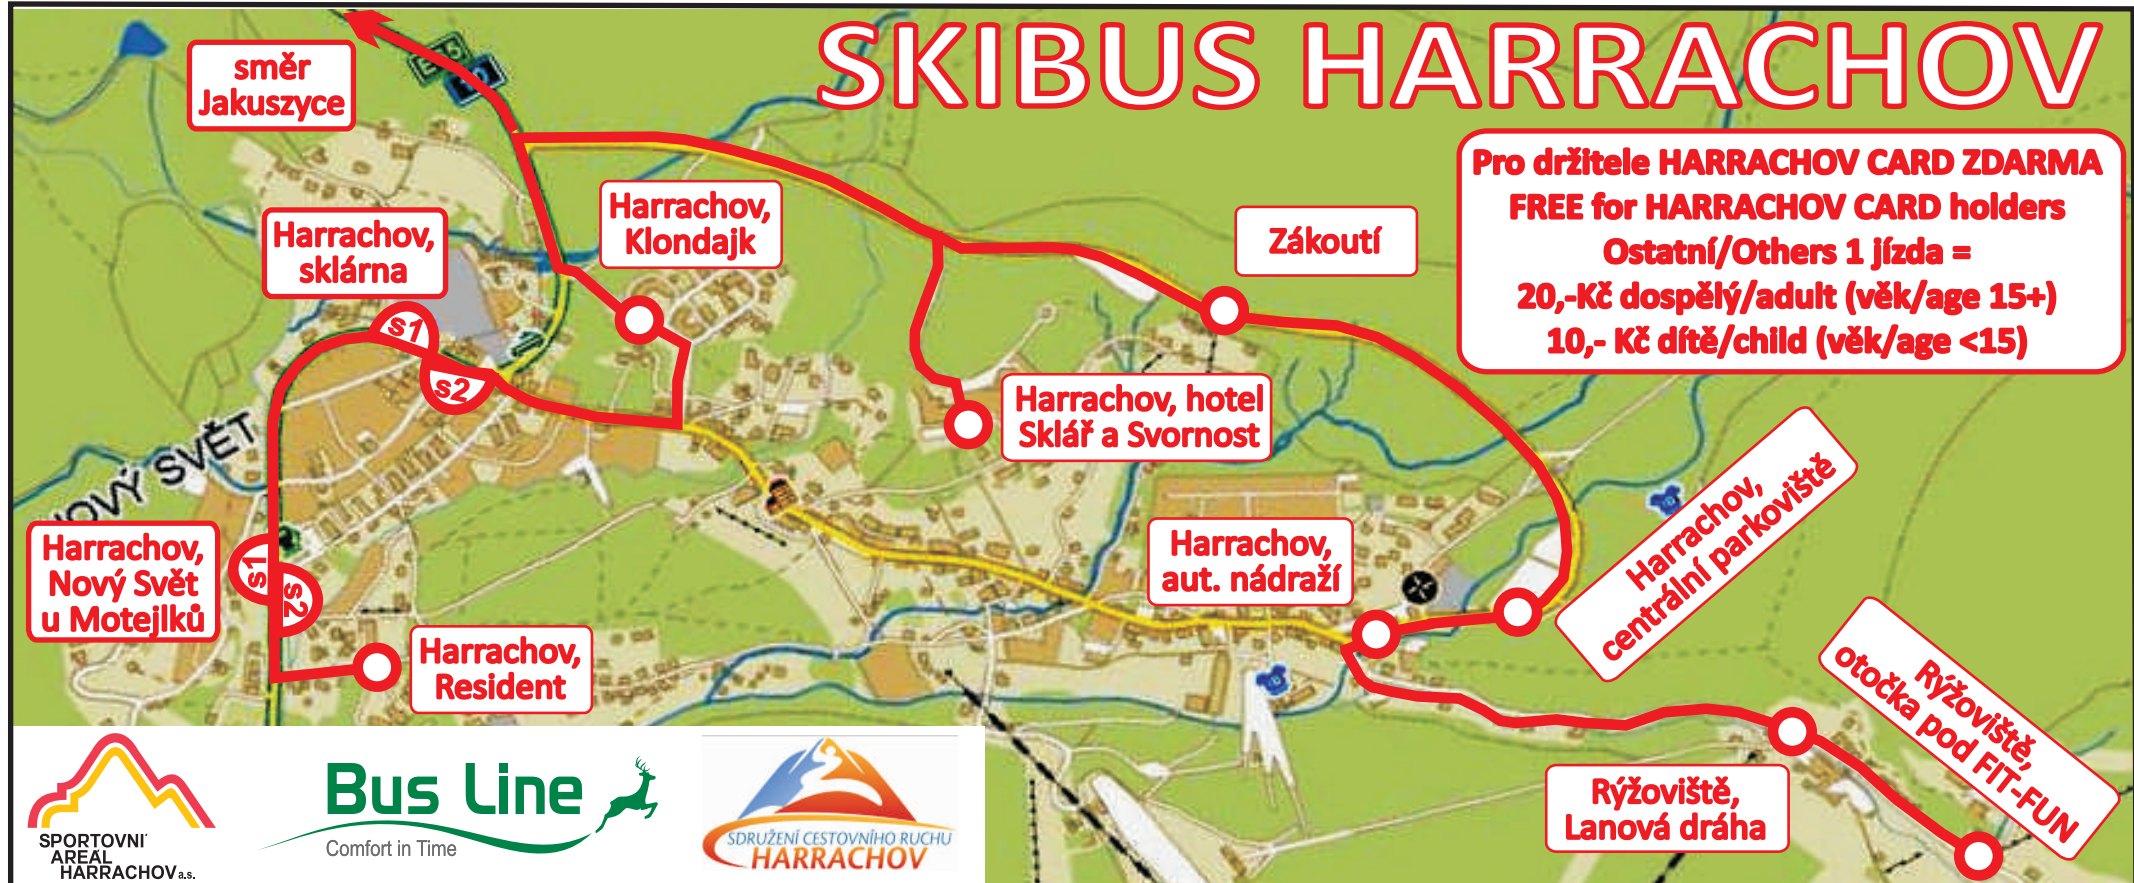 SKIBUS HARRACHOV
směr
Jakuszyce
Pro držitele HARRACHOV CARD ZDARMA
FREE for HARRACHOV CARD holders
Ostatní/Others 1 jízda =
20,-Kč dospělý/adult (věk/age 15+)
10,- Kč dítě/child (věk/age <15)
Harrachov,
Klondajk
Harrachov,
sklárna
Zákoutí
s1
s2
Harrachov, hotel
Sklář a Svornost
NOVÝ SVĚT
Harrachov,
centrální parkoviště
Harrachov,
Nový Svět
u Motejlků
s1
s2
Harrachov,
aut. nádraží
Harrachov,
Resident
Rýžoviště,
otočka pod FIT-FUN
Rýžoviště,
Lanová dráha
SPORTOVNÍ
AREÁL
HARRACHOV a.s.
Bus Line
Comfort in Time
SDRUŽENÍ CESTOVNÍHO RUCHU
HARRACHOV